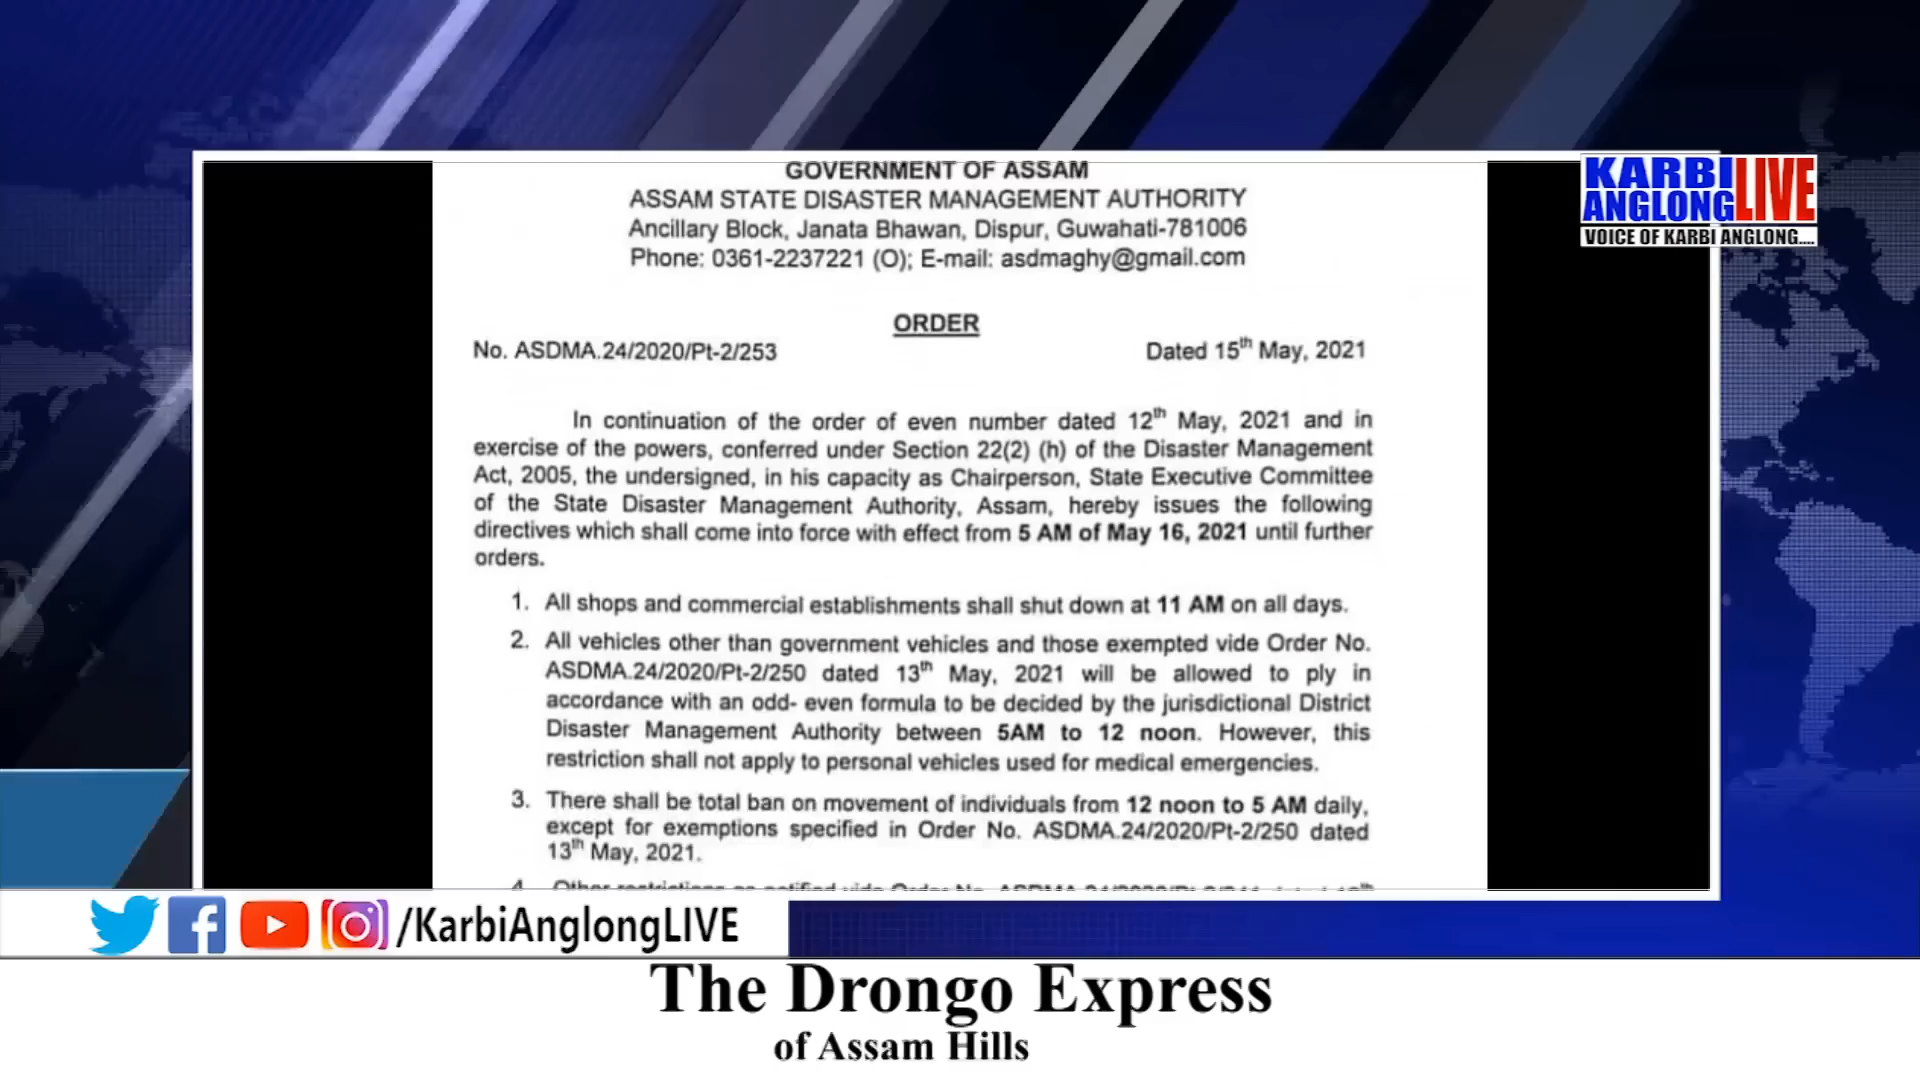 GOVERNMENT OF ASSAM
ASSAM STATE DISASTER MANAGEMENT AUTHORITY
Ancillary Block, Janata Bhawan, Dispur, Guwahati-781006
Phone: 0361-2237221 (O); E-mail: asdmaghy@gmail.com
KARBI ANGLONG LIVE
VOICE OF KARBI ANGLONG....
ORDER
No. ASDMA.24/2020/Pt-2/253 Dated 15th May, 2021
In continuation of the order of even number dated 12th May, 2021 and in
exercise of the powers, conferred under Section 22(2) (h) of the Disaster Management
Act, 2005, the undersigned, in his capacity as Chairperson, State Executive Committee
of the State Disaster Management Authority, Assam, hereby issues the following
directives which shall come into force with effect from 5 AM of May 16, 2021 until further
orders.
1. All shops and commercial establishments shall shut down at 11 AM on all days.
2. All vehicles other than government vehicles and those exempted vide Order No.
ASDMA.24/2020/Pt-2/250 dated 13th May, 2021 will be allowed to ply in
accordance with an odd- even formula to be decided by the jurisdictional District
Disaster Management Authority between 5AM to 12 noon. However, this
restriction shall not apply to personal vehicles used for medical emergencies.
3. There shall be total ban on movement of individuals from 12 noon to 5 AM daily,
except for exemptions specified in Order No. ASDMA.24/2020/Pt-2/250 dated
13th May, 2021.
4. Other restrictions as notified vide Order No. 
/KarbiAnglongLIVE
The Drongo Express
of Assam Hills